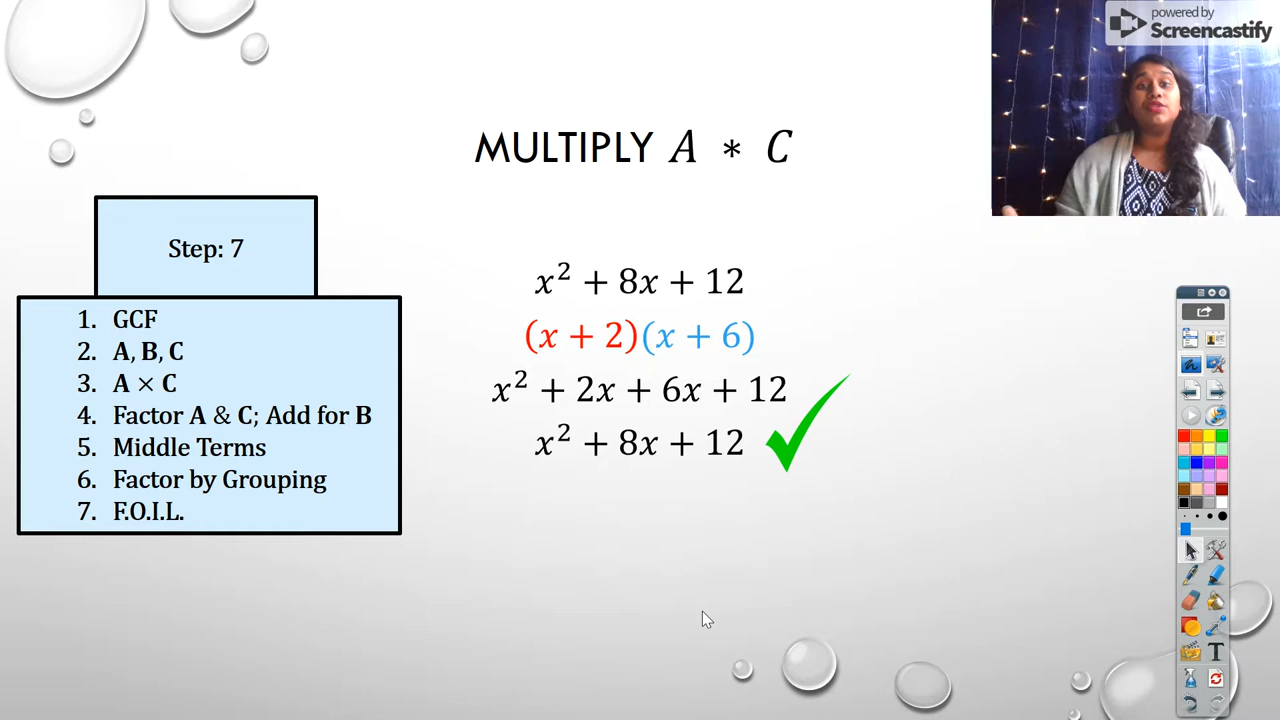 powered by
Screencastify
MULTIPLY A * C
Step: 7
1. GCF
2. A, B, C
3. A × C
4. Factor A & C; Add for B
5. Middle Terms
6. Factor by Grouping
7. F.O.I.L.
x² + 8x + 12
(x + 2)(x + 6)
x² + 2x + 6x + 12
x² + 8x + 12
T